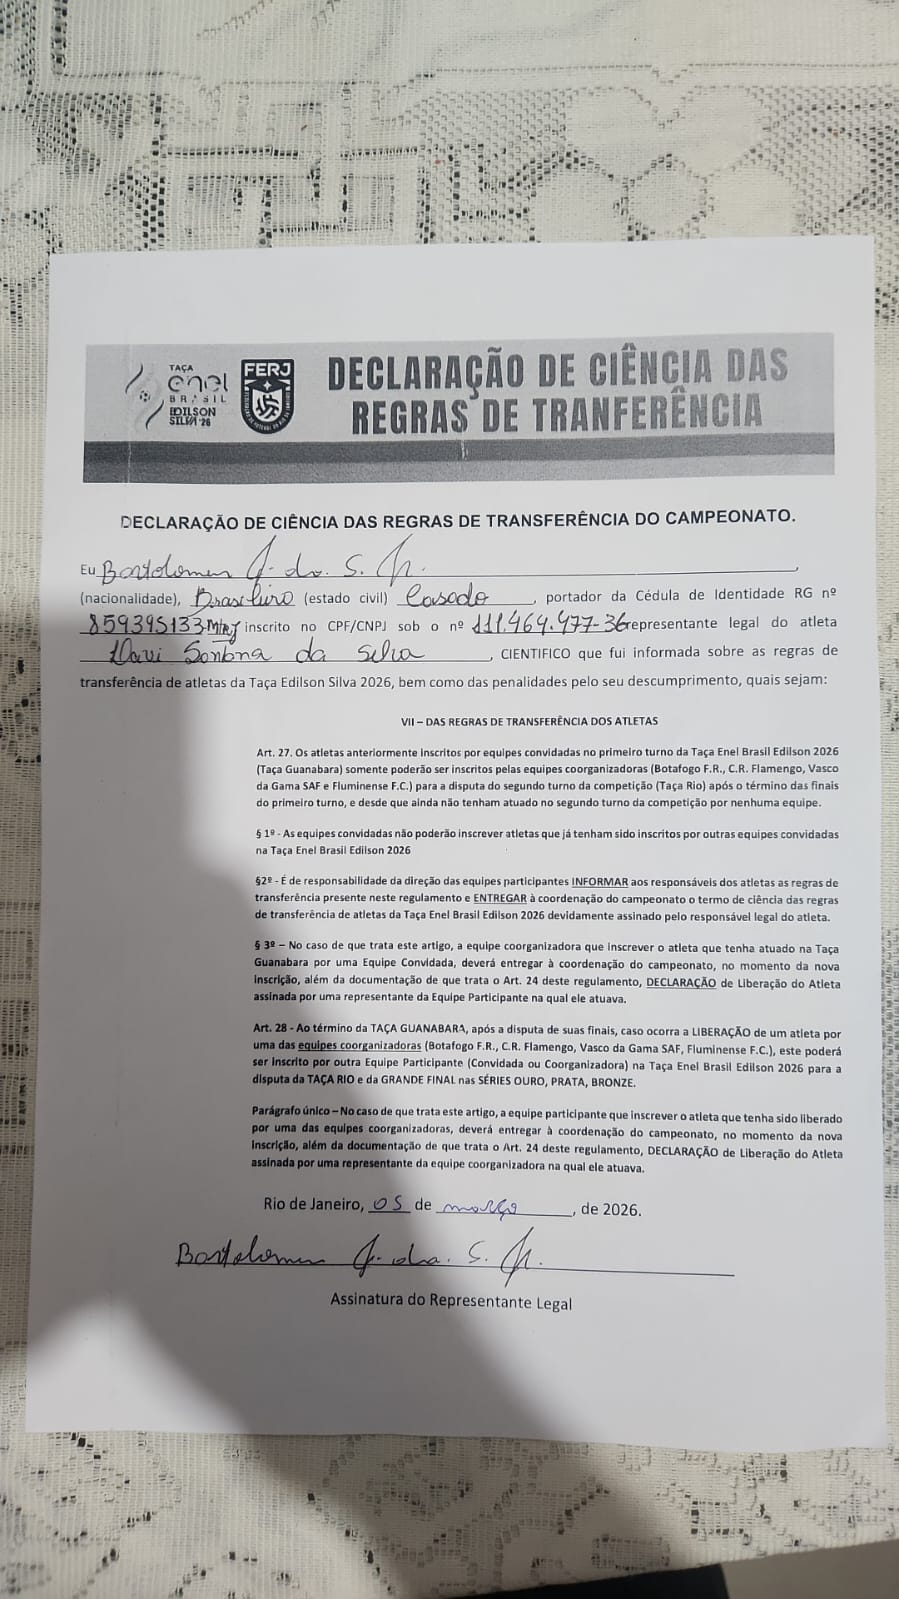 TAÇA
enel
BRASIL
EDILSON
SILVA '26
FERJ
DECLARAÇÃO DE CIÊNCIA DAS
REGRAS DE TRANFERÊNCIA
DECLARAÇÃO DE CIÊNCIA DAS REGRAS DE TRANSFERÊNCIA DO CAMPEONATO.
Eu Bartolomeu J. da. S. Jr.
(nacionalidade), Brasileiro (estado civil) Casado, portador da Cédula de Identidade RG nº
859395133 inscrito no CPF/CNPJ sob o nº 111.464.477-36 representante legal do atleta
Davi da Silva, CIENTIFICO que fui informada sobre as regras de
transferência de atletas da Taça Edilson Silva 2026, bem como das penalidades pelo seu descumprimento, quais sejam:
VII – DAS REGRAS DE TRANSFERÊNCIA DOS ATLETAS
Art. 27. Os atletas anteriormente inscritos por equipes convidadas no primeiro turno da Taça Enel Brasil Edilson 2026
(Taça Guanabara) somente poderão ser inscritos pelas equipes coorganizadoras (Botafogo F.R., C.R. Flamengo, Vasco
da Gama SAF e Fluminense F.C.) para a disputa do segundo turno da competição (Taça Rio) após o término das finais
do primeiro turno, e desde que ainda não tenham atuado no segundo turno da competição por nenhuma equipe.
§ 1º - As equipes convidadas não poderão inscrever atletas que já tenham sido inscritos por outras equipes convidadas
na Taça Enel Brasil Edilson 2026
§2º - É de responsabilidade da direção das equipes participantes INFORMAR aos responsáveis dos atletas as regras de
transferência presente neste regulamento e ENTREGAR à coordenação do campeonato o termo de ciência das regras
de transferência de atletas da Taça Enel Brasil Edilson 2026 devidamente assinado pelo responsável legal do atleta.
§ 3º – No caso de que trata este artigo, a equipe coorganizadora que inscrever o atleta que tenha atuado na Taça
Guanabara por uma Equipe Convidada, deverá entregar à coordenação do campeonato, no momento da nova
inscrição, além da documentação de que trata o Art. 24 deste regulamento, DECLARAÇÃO de Liberação do Atleta
assinada por uma representante da Equipe Participante na qual ele atuava.
Art. 28 - Ao término da TAÇA GUANABARA, após a disputa de suas finais, caso ocorra a LIBERAÇÃO de um atleta por
uma das equipes coorganizadoras (Botafogo F.R., C.R. Flamengo, Vasco da Gama SAF, Fluminense F.C.), este poderá
ser inscrito por outra Equipe Participante (Convidada ou Coorganizadora) na Taça Enel Brasil Edilson 2026 para a
disputa da TAÇA RIO e da GRANDE FINAL nas SÉRIES OURO, PRATA, BRONZE.
Parágrafo único – No caso de que trata este artigo, a equipe participante que inscrever o atleta que tenha sido liberado
por uma das equipes coorganizadoras, deverá entregar à coordenação do campeonato, no momento da nova
inscrição, além da documentação de que trata o Art. 24 deste regulamento, DECLARAÇÃO de Liberação do Atleta
assinada por uma representante da equipe coorganizadora na qual ele atuava.
Rio de Janeiro, 05 de março, de 2026.
Bartolomeu J. da. S. Jr.
Assinatura do Representante Legal